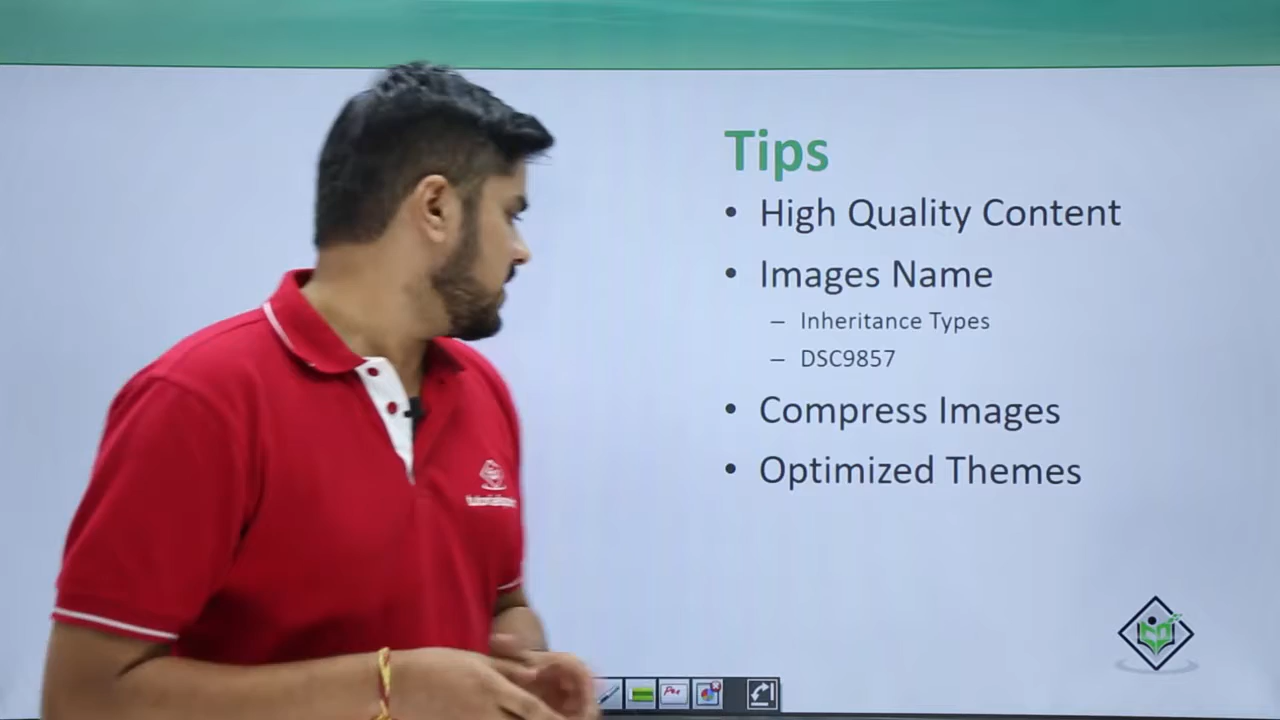 Tips
• High Quality Content
• Images Name
– Inheritance Types
– DSC9857
• Compress Images
• Optimized Themes